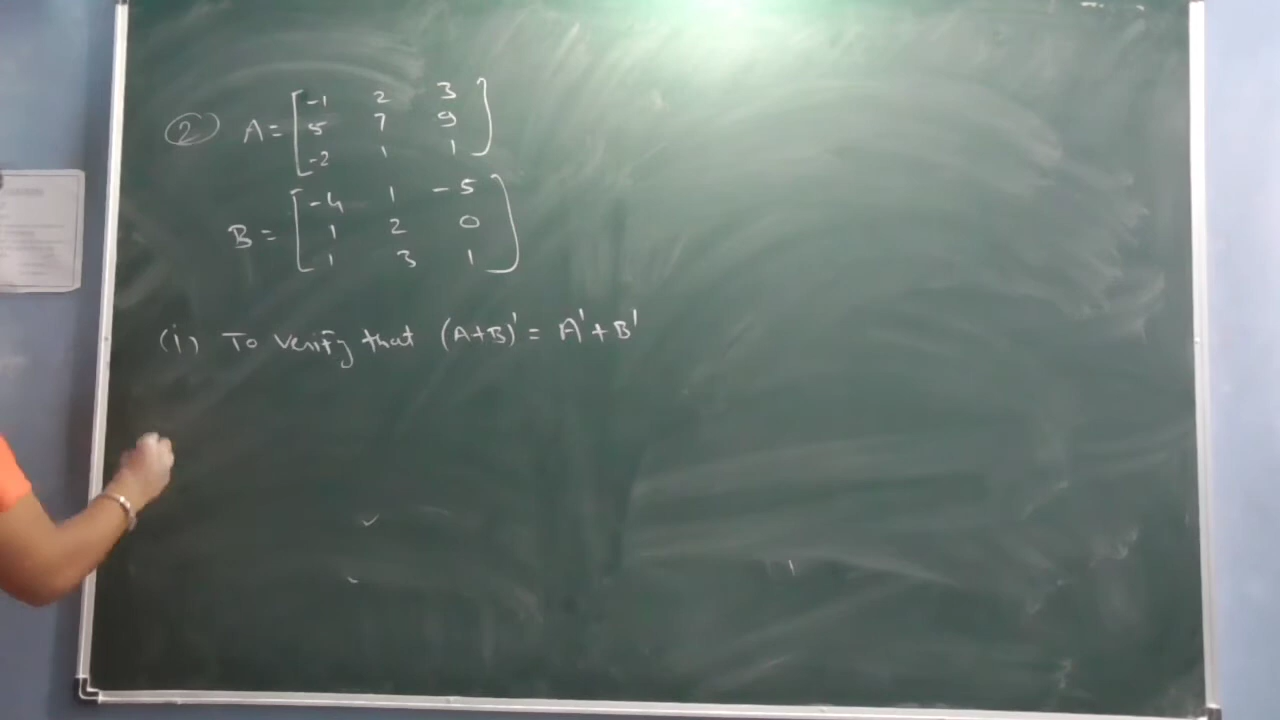 ② A = [ -1 2 3
5 7 9
-2 1 1 ]
B = [ -4 1 -5
1 2 0
1 3 1 ]
(i) To verify that (A+B)' = A' + B'